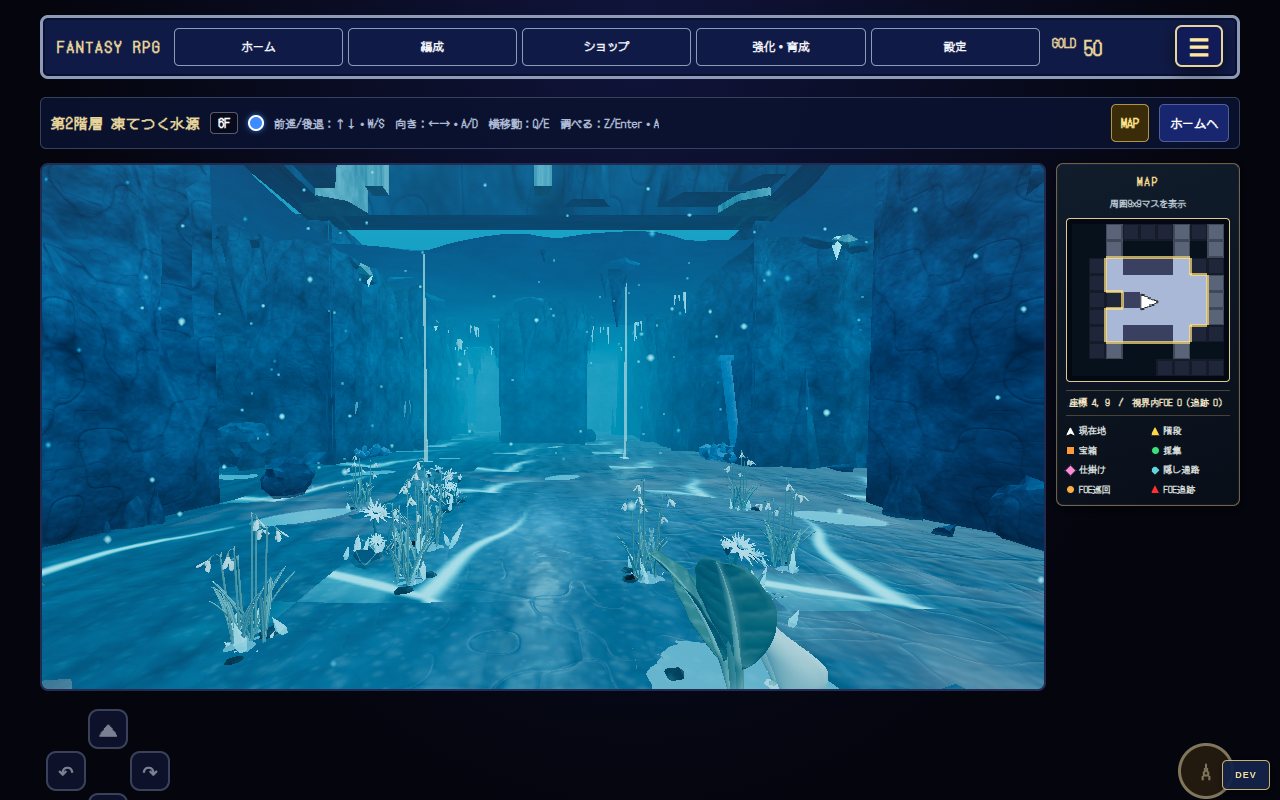 FANTASY RPG
ホーム
編成
ショップ
強化・育成
設定
GOLD 50
第2階層 凍てつく水源
6F
前進/後退：↑↓・W/S 向き：←→・A/D 横移動：Q/E 調べる：Z/Enter・A
MAP
ホームへ
MAP
周囲9x9マスを表示
座標 4, 9 / 視界内FOE 0（追跡 0）
現在地
階段
宝箱
採集
仕掛け
隠し通路
FOE巡回
FOE追跡
A
DEV